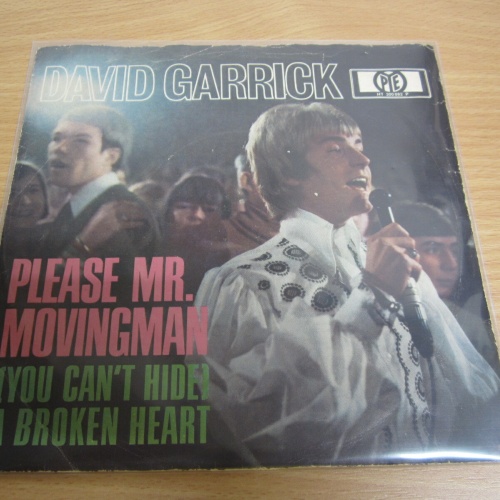 DAVID GARRICK
PYE
PLEASE MR.
MOVINGMAN
(YOU CAN'T HIDE)
A BROKEN HEART